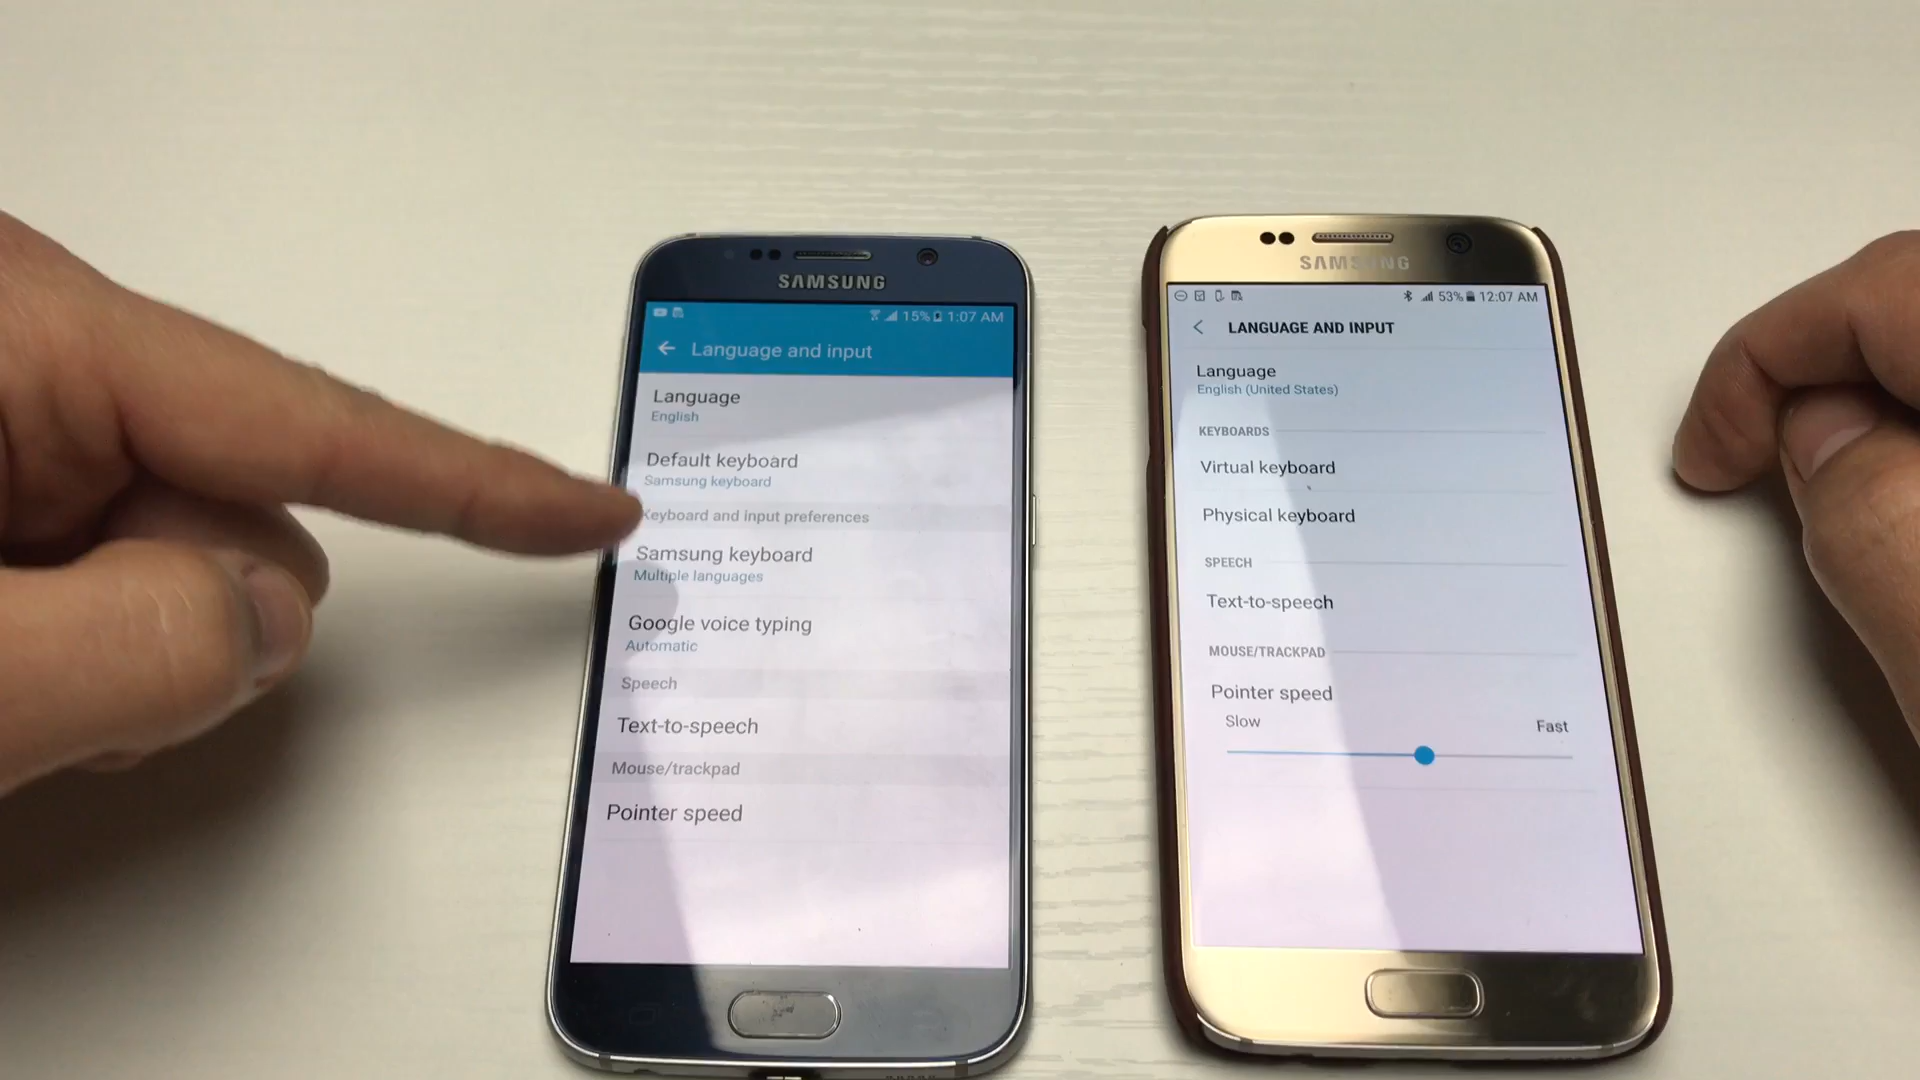 SAMSUNG
15% 1:07 AM
Language and input
Language
English
Default keyboard
Samsung keyboard
Keyboard and input preferences
Samsung keyboard
Multiple languages
Google voice typing
Automatic
Speech
Text-to-speech
Mouse/trackpad
Pointer speed
SAMSUNG
53% 12:07 AM
LANGUAGE AND INPUT
Language
English (United States)
KEYBOARDS
Virtual keyboard
Physical keyboard
SPEECH
Text-to-speech
MOUSE/TRACKPAD
Pointer speed
Slow Fast